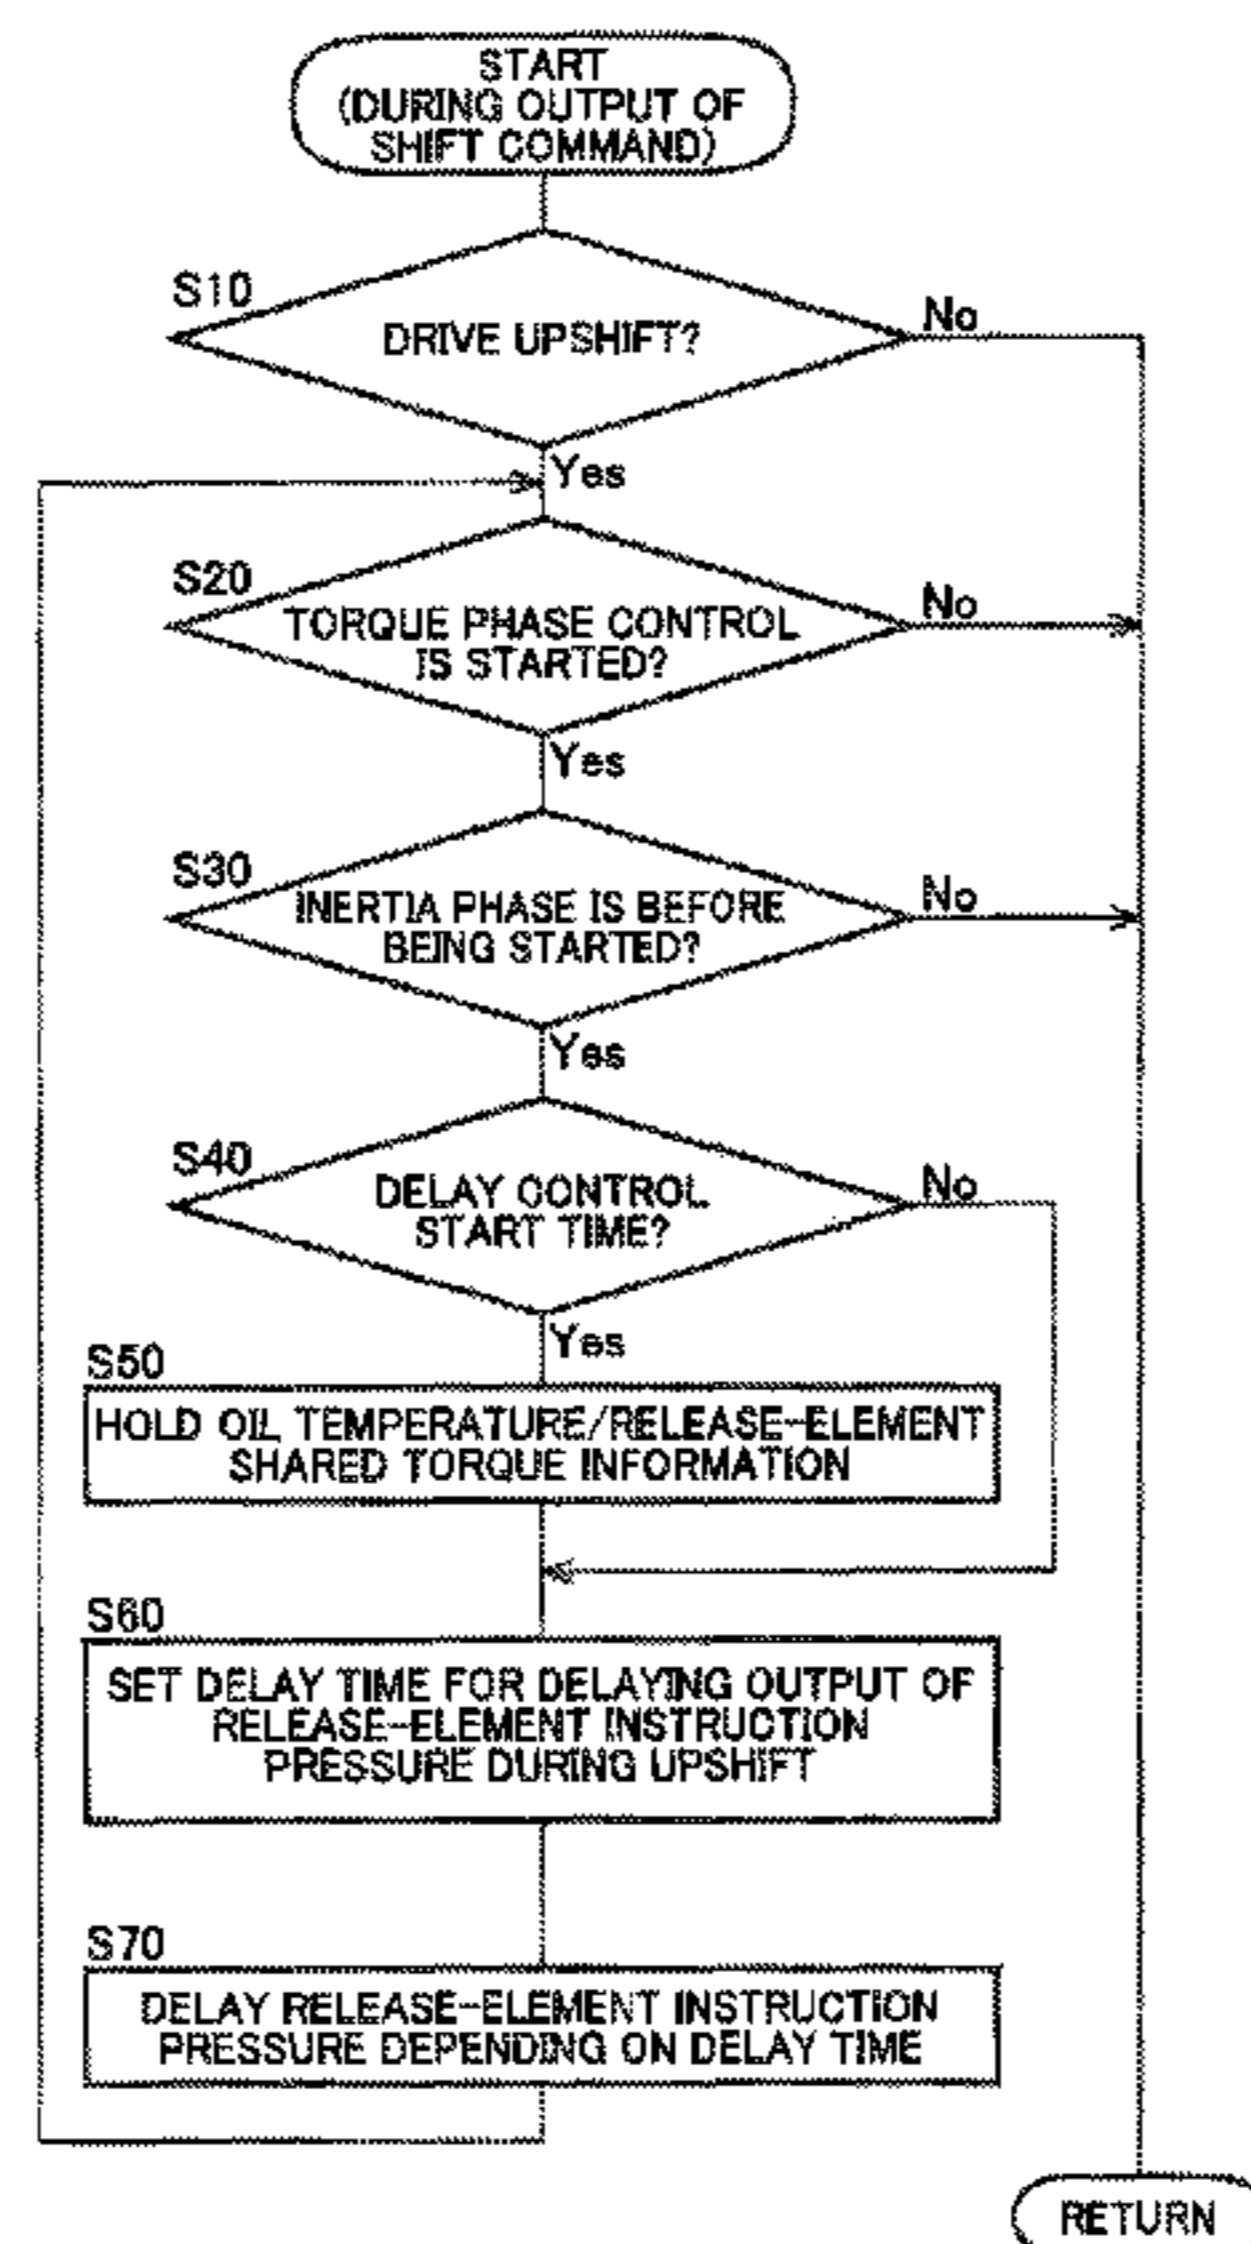 START
(DURING OUTPUT OF
SHIFT COMMAND)
S10
DRIVE UPSHIFT?
No
Yes
S20
TORQUE PHASE CONTROL
IS STARTED?
No
Yes
S30
INERTIA PHASE IS BEFORE
BEING STARTED?
No
Yes
S40
DELAY CONTROL
START TIME?
No
Yes
S50
HOLD OIL TEMPERATURE/RELEASE-ELEMENT
SHARED TORQUE INFORMATION
S60
SET DELAY TIME FOR DELAYING OUTPUT OF
RELEASE-ELEMENT INSTRUCTION
PRESSURE DURING UPSHIFT
S70
DELAY RELEASE-ELEMENT INSTRUCTION
PRESSURE DEPENDING ON DELAY TIME
RETURN